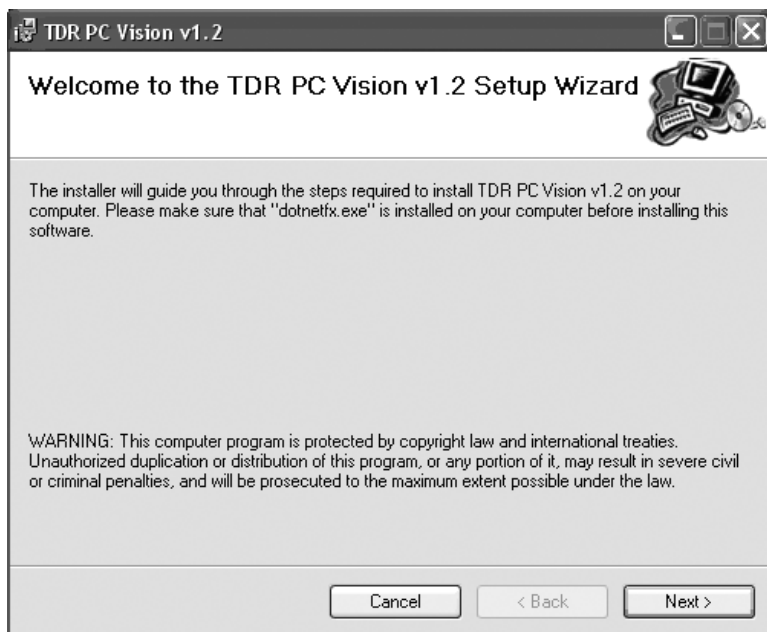 TDR PC Vision v1.2
Welcome to the TDR PC Vision v1.2 Setup Wizard
The installer will guide you through the steps required to install TDR PC Vision v1.2 on your
computer. Please make sure that "dotnetfx.exe" is installed on your computer before installing this
software.
WARNING: This computer program is protected by copyright law and international treaties.
Unauthorized duplication or distribution of this program, or any portion of it, may result in severe civil
or criminal penalties, and will be prosecuted to the maximum extent possible under the law.
Cancel
< Back
Next >